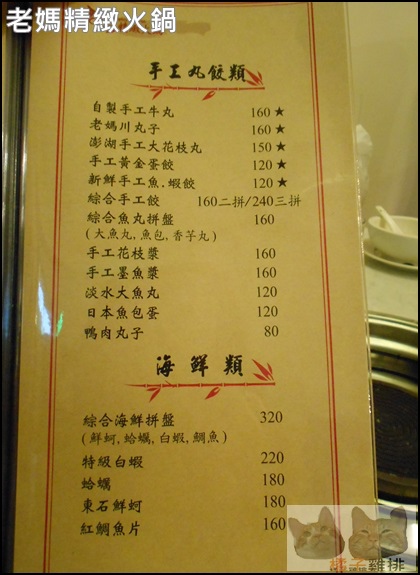 老媽精緻火鍋
手工丸餃類
自製手工牛丸 160★
老媽川丸子 160★
澎湖手工大花枝丸 150★
手工黃金蛋餃 120★
新鮮手工魚.蝦餃 120★
綜合手工餃 160二拼/240三拼
綜合魚丸拼盤 160
(大魚丸,魚包,香芋丸)
手工花枝漿 160
手工墨魚漿 160
淡水大魚丸 120
日本魚包蛋 120
鴨肉丸子 80
海鮮類
綜合海鮮拼盤 320
(鮮蚵,蛤蠣,白蝦,鯛魚)
特級白蝦 220
蛤蠣 180
東石鮮蚵 180
紅鯛魚片 160
橘子雞排